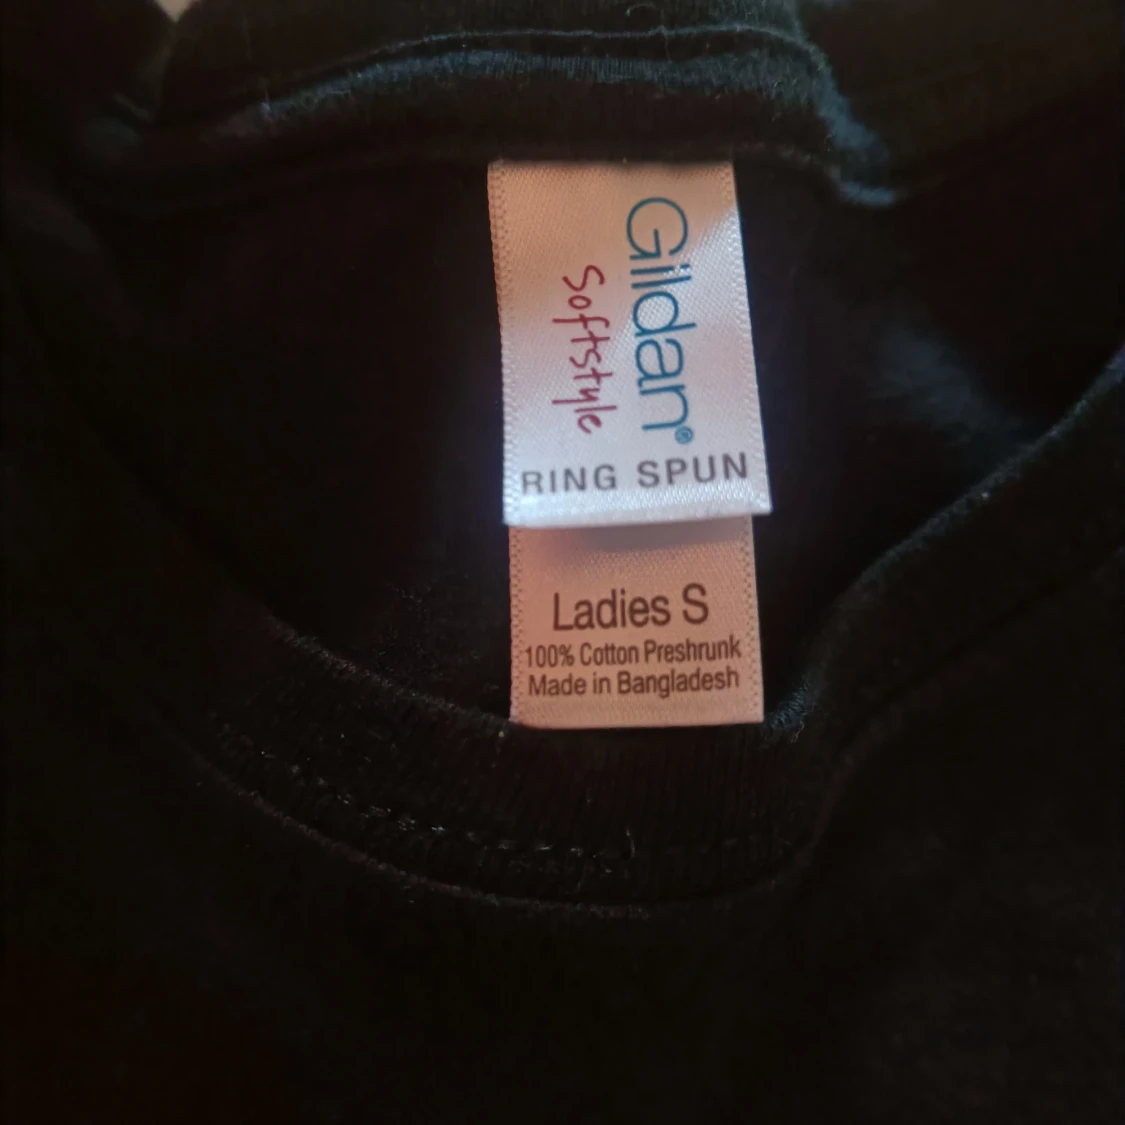 Gildan®
Softstyle
RING SPUN
Ladies S
100% Cotton Preshrunk
Made in Bangladesh